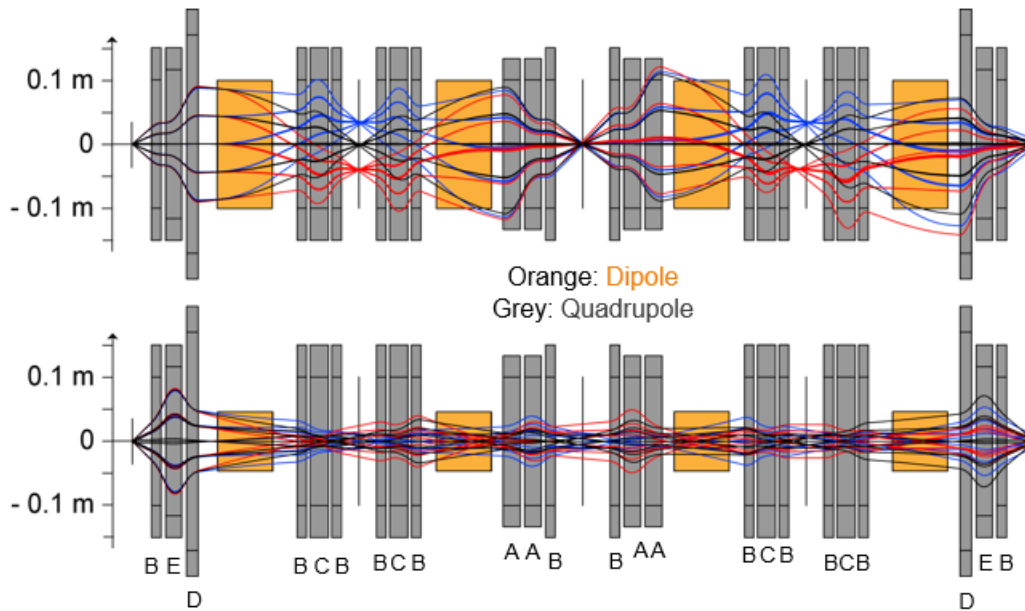 0.1 m
0
- 0.1 m
Orange: Dipole
Grey: Quadrupole
0.1 m
0
- 0.1 m
B E D B C B B C B A A B B A A B C B B C B D E B